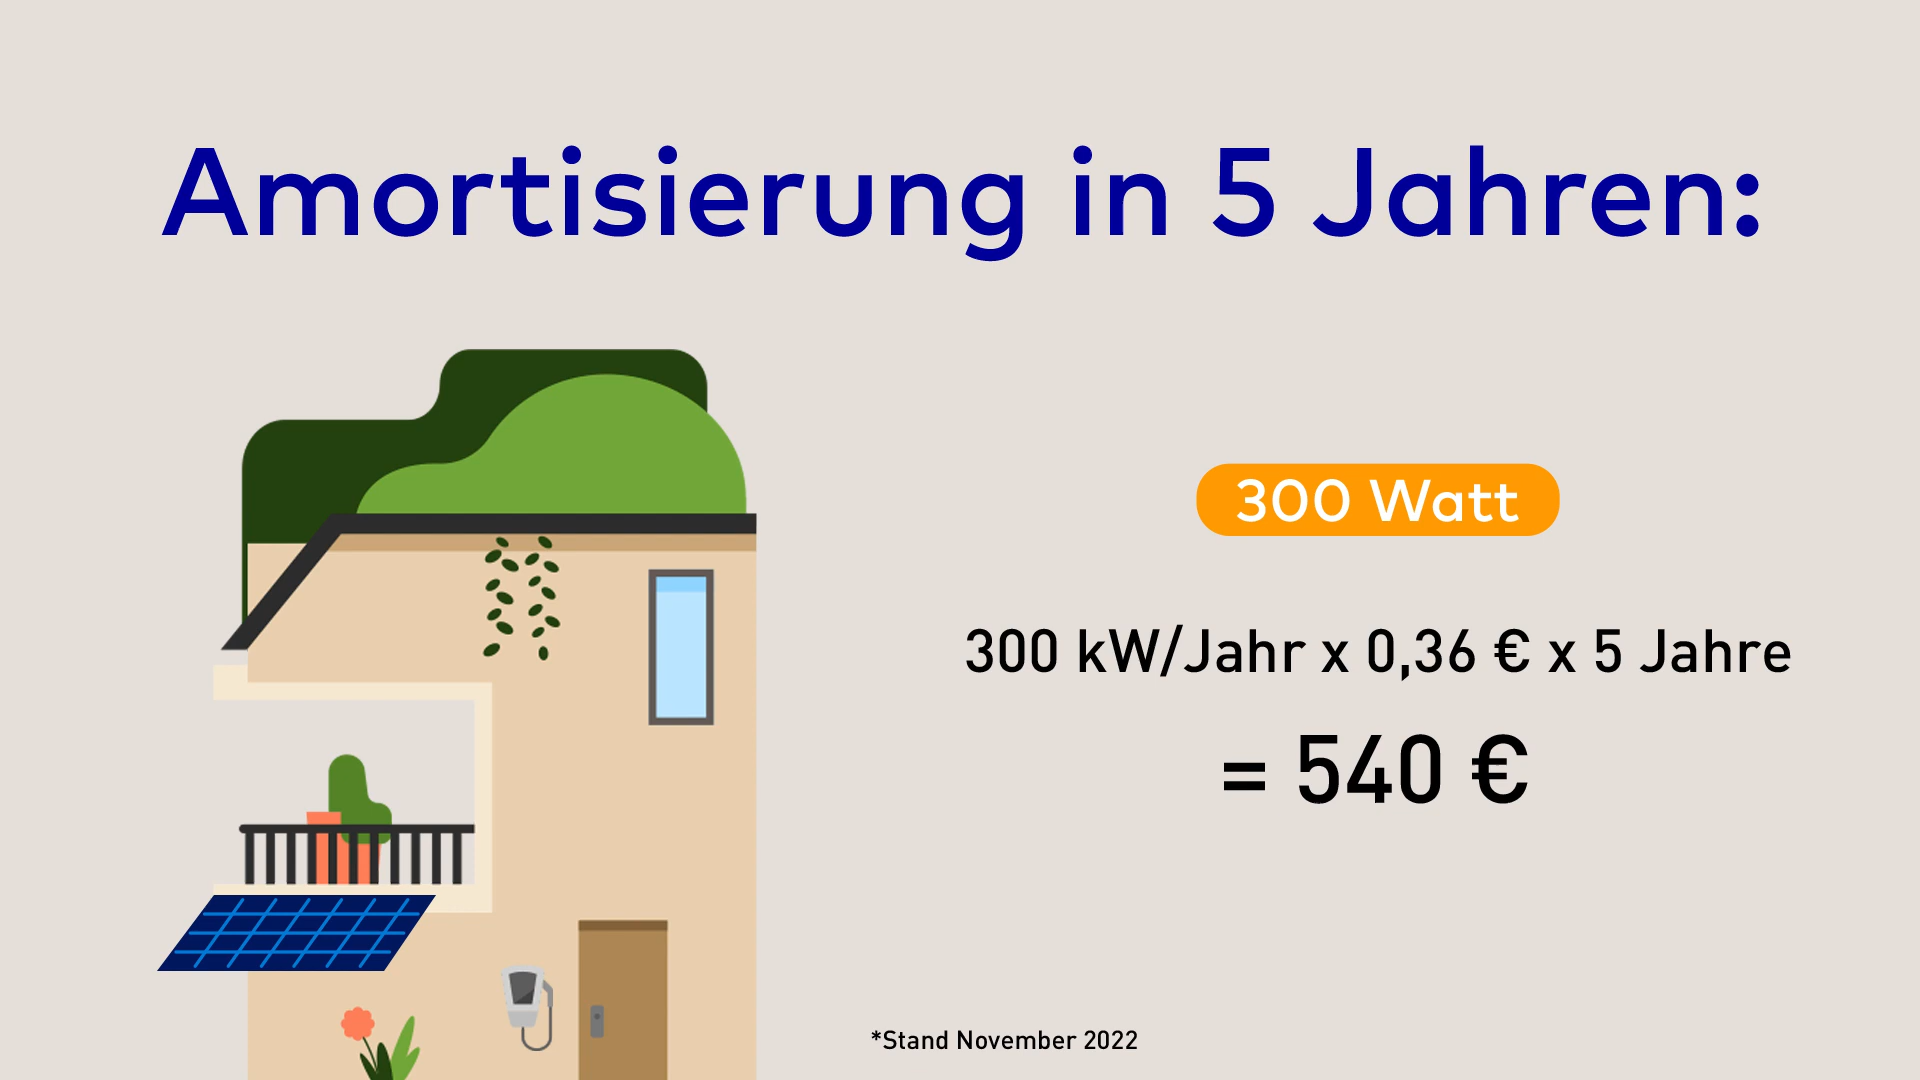 Amortisierung in 5 Jahren:
300 Watt
300 kW/Jahr x 0,36 € x 5 Jahre
= 540 €
*Stand November 2022